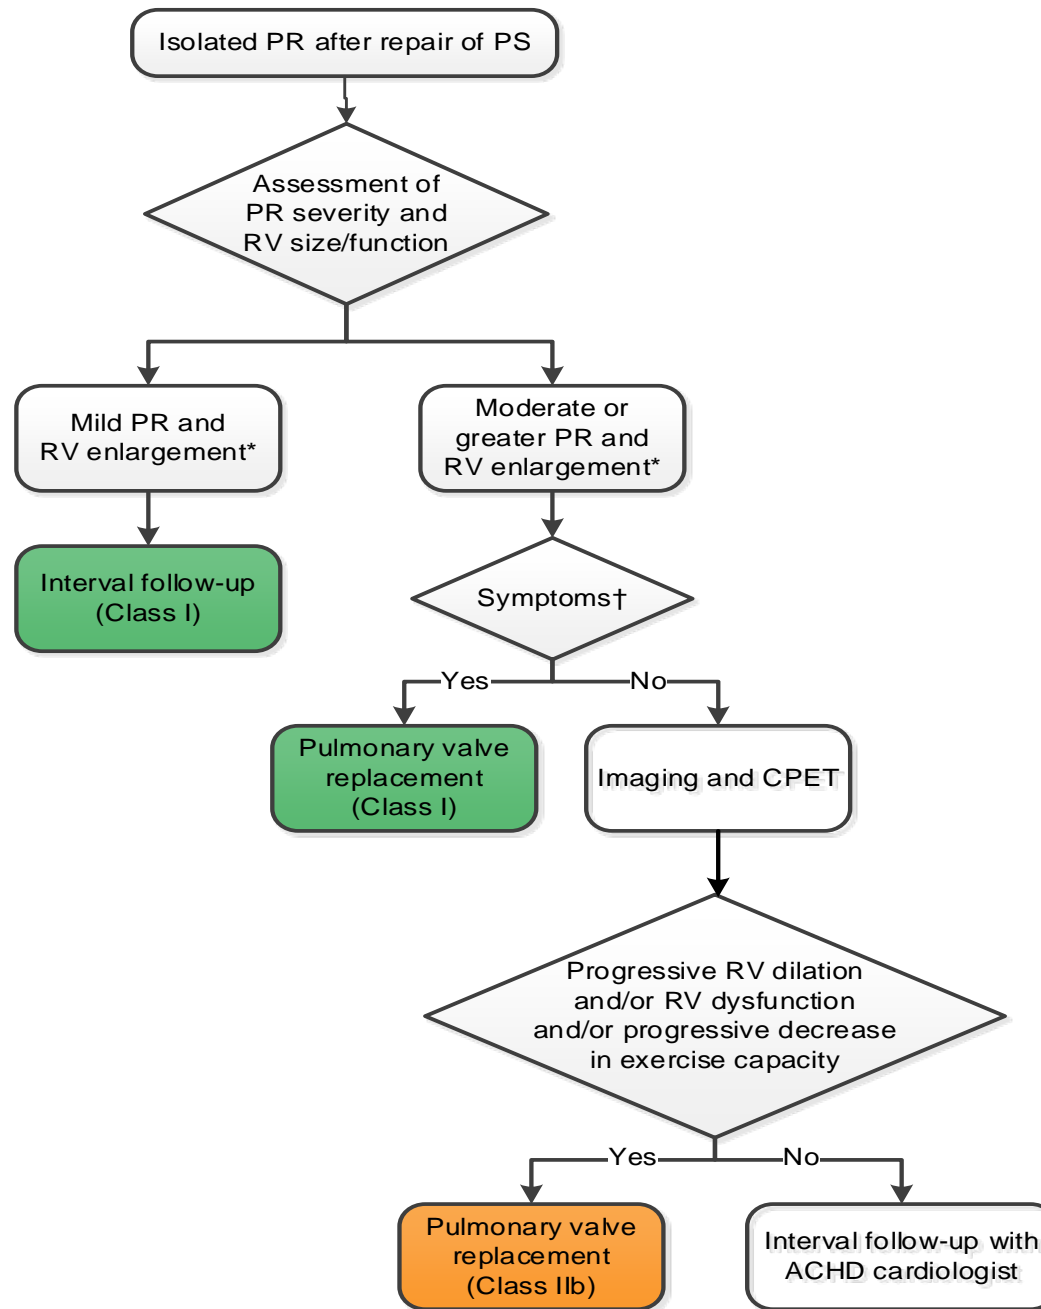 Isolated PR after repair of PS
Assessment of
PR severity and
RV size/function
Mild PR and
RV enlargement*
Moderate or
greater PR and
RV enlargement*
Interval follow-up
(Class I)
Symptoms†
Yes
No
Pulmonary valve
replacement
(Class I)
Imaging and CPET
Progressive RV dilation
and/or RV dysfunction
and/or progressive decrease
in exercise capacity
Yes
No
Pulmonary valve
replacement
(Class IIb)
Interval follow-up with
ACHD cardiologist